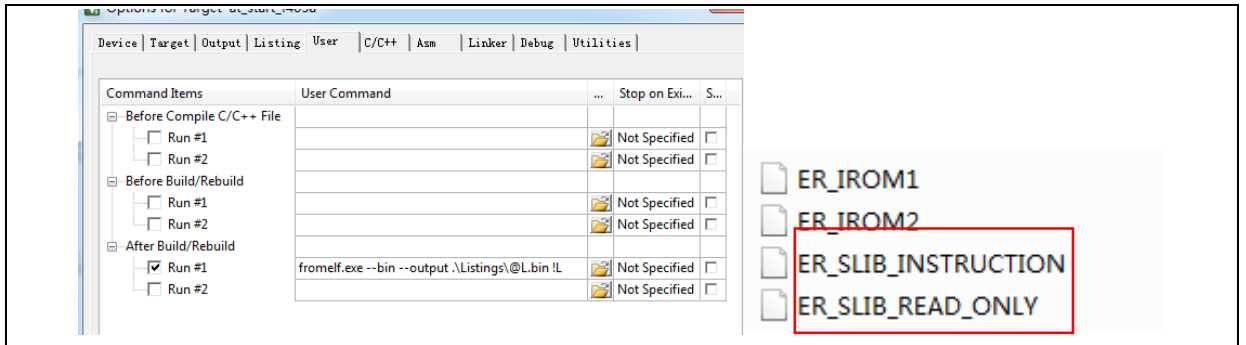 Options for Target 'at_start_f403a'
Device Target Output Listing User C/C++ Asm Linker Debug Utilities
Command Items User Command ... Stop on Exi... S...
Before Compile C/C++ File
Run #1 Not Specified
Run #2 Not Specified
Before Build/Rebuild
Run #1 Not Specified
Run #2 Not Specified
After Build/Rebuild
Run #1 fromelf.exe --bin --output .\Listings\@L.bin !L Not Specified
Run #2 Not Specified
ER_IROM1
ER_IROM2
ER_SLIB_INSTRUCTION
ER_SLIB_READ_ONLY